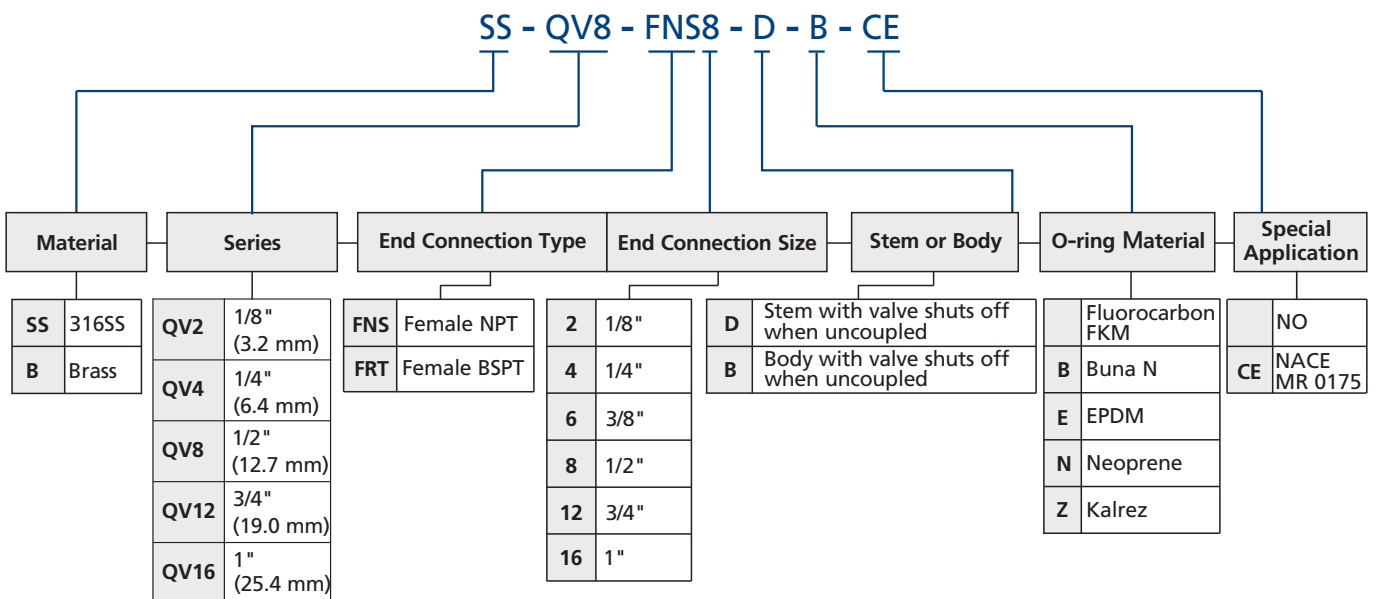 SS - QV8 - FNS8 - D - B - CE
Material
Series
End Connection Type
End Connection Size
Stem or Body
O-ring Material
Special
Application
SS 316SS
B Brass
QV2 1/8"
(3.2 mm)
QV4 1/4"
(6.4 mm)
QV8 1/2"
(12.7 mm)
QV12 3/4"
(19.0 mm)
QV16 1"
(25.4 mm)
FNS Female NPT
FRT Female BSPT
2 1/8"
4 1/4"
6 3/8"
8 1/2"
12 3/4"
16 1"
D Stem with valve shuts off
when uncoupled
B Body with valve shuts off
when uncoupled
Fluorocarbon
FKM
B Buna N
E EPDM
N Neoprene
Z Kalrez
NO
CE NACE
MR 0175